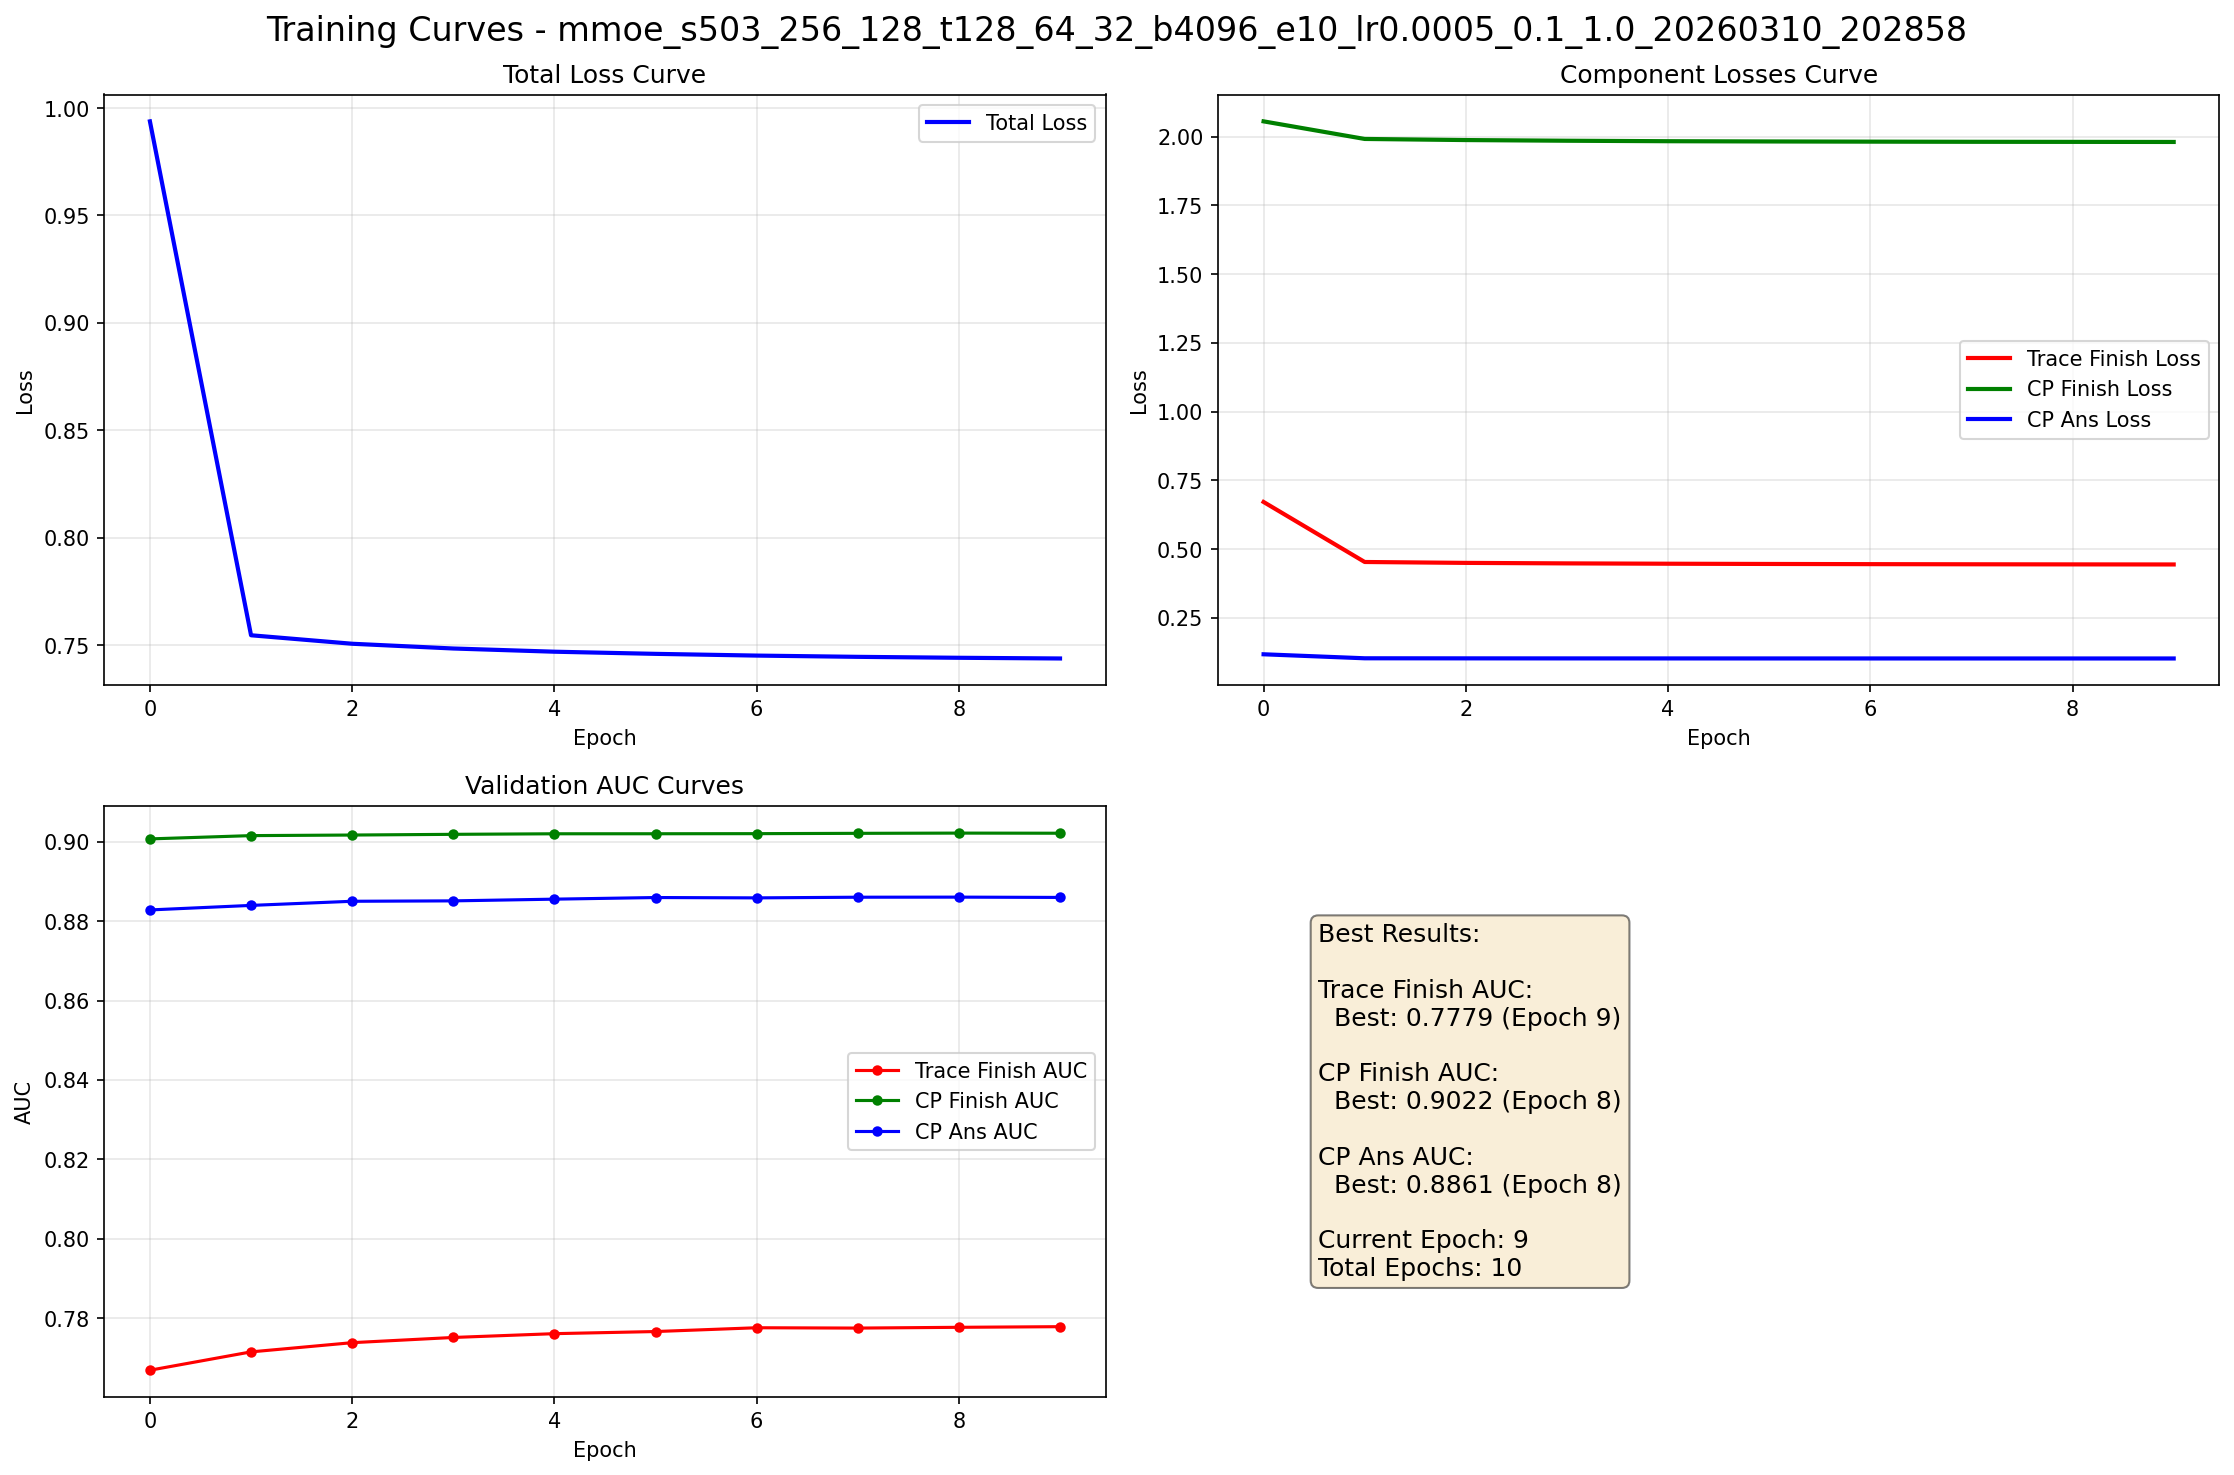 Training Curves - mmoe_s503_256_128_t128_64_32_b4096_e10_lr0.0005_0.1_1.0_20260310_202858
Total Loss Curve
1.00
0.95
0.90
0.85
0.80
0.75
Loss
Total Loss
0 2 4 6 8
Epoch
Component Losses Curve
2.00
1.75
1.50
1.25
1.00
0.75
0.50
0.25
Loss
Trace Finish Loss
CP Finish Loss
CP Ans Loss
0 2 4 6 8
Epoch
Validation AUC Curves
0.90
0.88
0.86
0.84
0.82
0.80
0.78
AUC
Trace Finish AUC
CP Finish AUC
CP Ans AUC
0 2 4 6 8
Epoch
Best Results:
Trace Finish AUC:
Best: 0.7779 (Epoch 9)
CP Finish AUC:
Best: 0.9022 (Epoch 8)
CP Ans AUC:
Best: 0.8861 (Epoch 8)
Current Epoch: 9
Total Epochs: 10